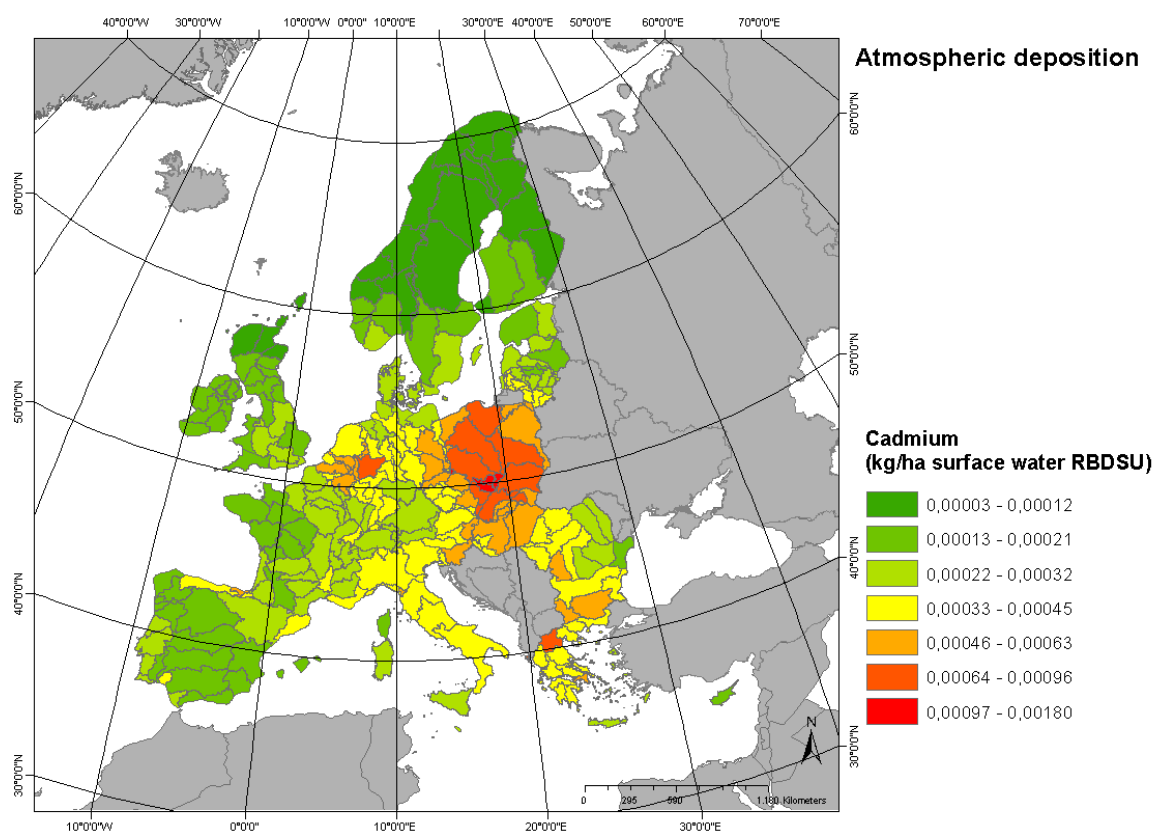 40°0'0"W 30°0'0"W 10°0'0"W 0°0'0" 10°0'0"E 30°0'0"E 40°0'0"E 50°0'0"E 60°0'0"E 70°0'0"E
Atmospheric deposition
60°0'0"N
60°0'0"N
50°0'0"N
50°0'0"N
40°0'0"N
40°0'0"N
30°0'0"N
30°0'0"N
Cadmium
(kg/ha surface water RBDSU)
0,00003 - 0,00012
0,00013 - 0,00021
0,00022 - 0,00032
0,00033 - 0,00045
0,00046 - 0,00063
0,00064 - 0,00096
0,00097 - 0,00180
N
0 295 590 1.180 Kilometers
10°0'0"W 0°0'0" 10°0'0"E 20°0'0"E 30°0'0"E